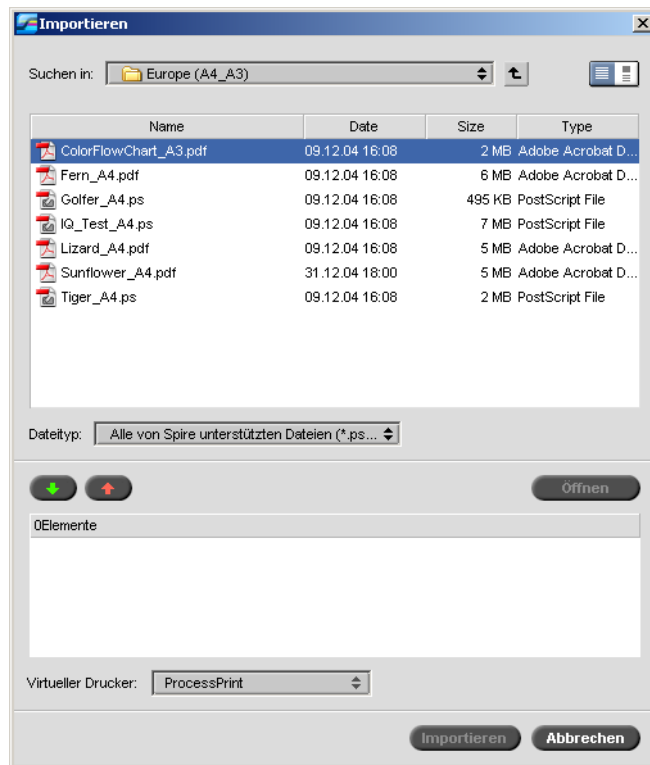 Importieren
Suchen in: Europe (A4_A3)
Name Date Size Type
ColorFlowChart_A3.pdf 09.12.04 16:08 2 MB Adobe Acrobat D...
Fern_A4.pdf 09.12.04 16:08 6 MB Adobe Acrobat D...
Golfer_A4.ps 09.12.04 16:08 495 KB PostScript File
IQ_Test_A4.ps 09.12.04 16:08 7 MB PostScript File
Lizard_A4.pdf 09.12.04 16:08 5 MB Adobe Acrobat D...
Sunflower_A4.pdf 31.12.04 18:00 5 MB Adobe Acrobat D...
Tiger_A4.ps 09.12.04 16:08 2 MB PostScript File
Dateityp: Alle von Spire unterstützten Dateien (*.ps...
Öffnen
0Elemente
Virtueller Drucker: ProcessPrint
Importieren Abbrechen